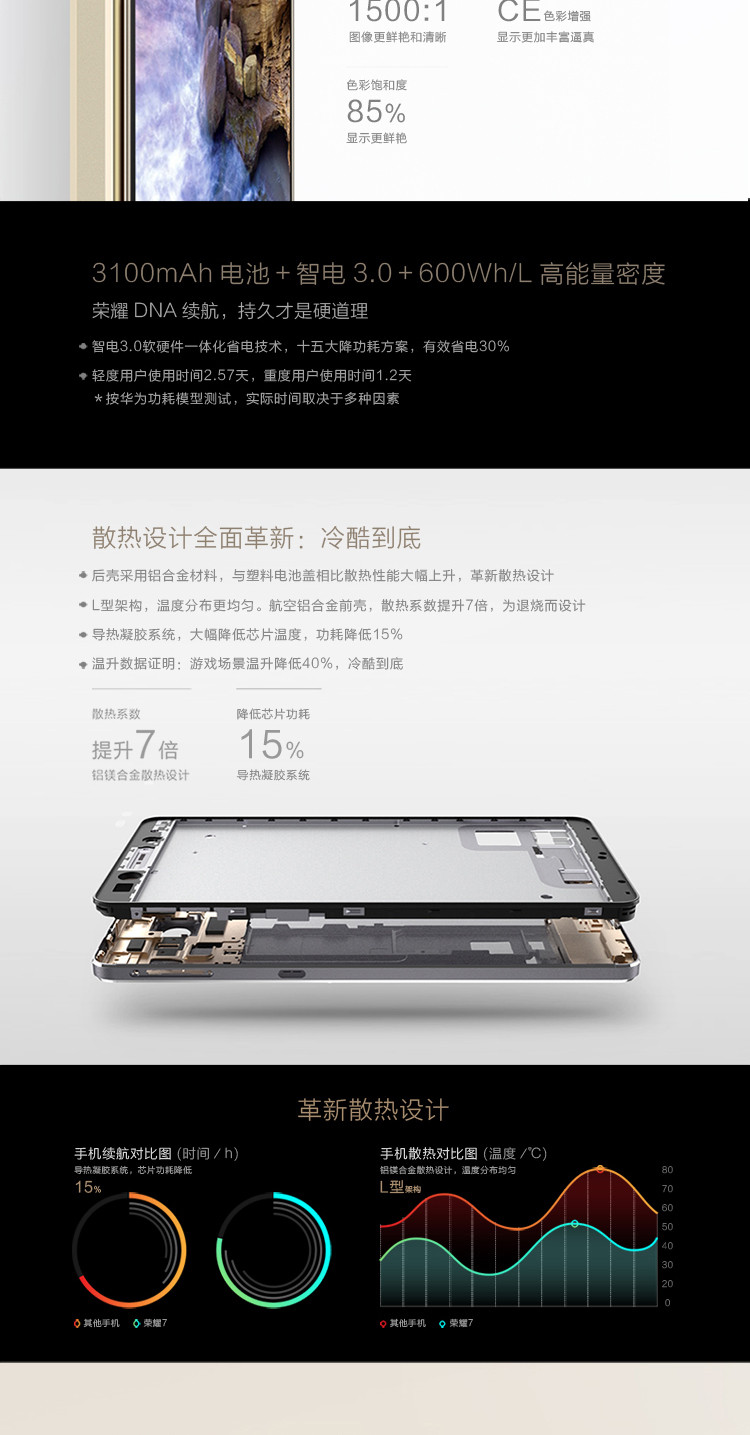 1500:1
图像更鲜艳和清晰
CE色彩增强
显示更加丰富逼真
色彩饱和度
85%
显示更鲜艳
3100mAh 电池+智电 3.0+600Wh/L 高能量密度
荣耀 DNA 续航，持久才是硬道理
智电3.0软硬件一体化省电技术，十五大降功耗方案，有效省电30%
轻度用户使用时间2.57天，重度用户使用时间1.2天
*按华为功耗模型测试，实际时间取决于多种因素
散热设计全面革新：冷酷到底
后壳采用铝合金材料，与塑料电池盖相比散热性能大幅上升，革新散热设计
L型架构，温度分布更均匀。航空铝合金前壳，散热系数提升7倍，为退烧而设计
导热凝胶系统，大幅降低芯片温度，功耗降低15%
温升数据证明：游戏场景温升降低40%，冷酷到底
散热系数
提升7倍
铝镁合金散热设计
降低芯片功耗
15%
导热凝胶系统
革新散热设计
手机续航对比图 (时间 / h)
导热凝胶系统，芯片功耗降低
15%
其他手机
荣耀7
手机散热对比图 (温度 /℃)
铝镁合金散热设计，温度分布均匀
L型架构
80
70
60
50
40
30
20
0
其他手机
荣耀7